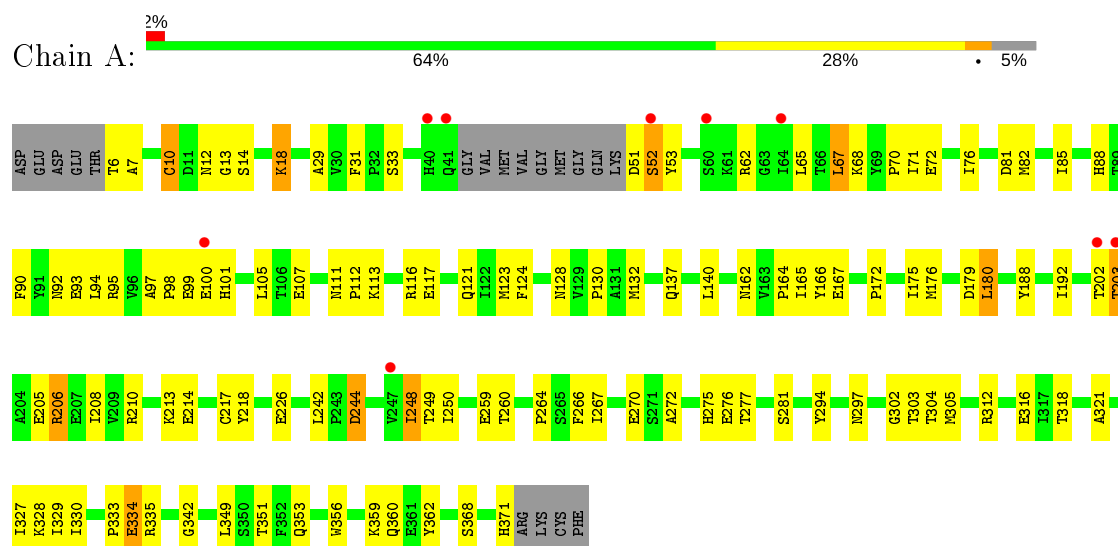 2%
Chain A:
64% 28% • 5%
ASP GLU ASP GLU THR T6 A7 C10 D11 N12 G13 S14 K18 A29 V30 F31 P32 S33 H40 Q41 GLY VAL MET VAL GLY MET GLY GLN LYS D51 S52 Y53 S60 K61 R62 G63 I64 L65 T66 L67 K68 Y69 P70 I71 E72 I76 D81 M82 I85 H88 T89
F90 Y91 N92 E93 L94 R95 V96 A97 P98 E99 E100 H101 L105 T106 E107 N111 P112 K113 R116 E117 Q121 I122 M123 F124 N128 V129 P130 A131 M132 Q137 L140 N162 V163 P164 I165 Y166 E167 P172 I175 M176 D179 L180 Y188 I192 T202 T203
A204 E205 R206 E207 I208 V209 R210 K213 E214 C217 Y218 E226 L242 P243 D244 V247 I248 T249 I250 E259 T260 P264 S265 F266 I267 E270 S271 A272 H275 E276 T277 S281 Y294 N297 G302 T303 T304 M305 R312 E316 I317 T318 A321
I327 K328 I329 I330 P333 E334 R335 G342 L349 S350 T351 F352 Q353 W356 K359 Q360 E361 Y362 S368 H371 ARG LYS CYS PHE